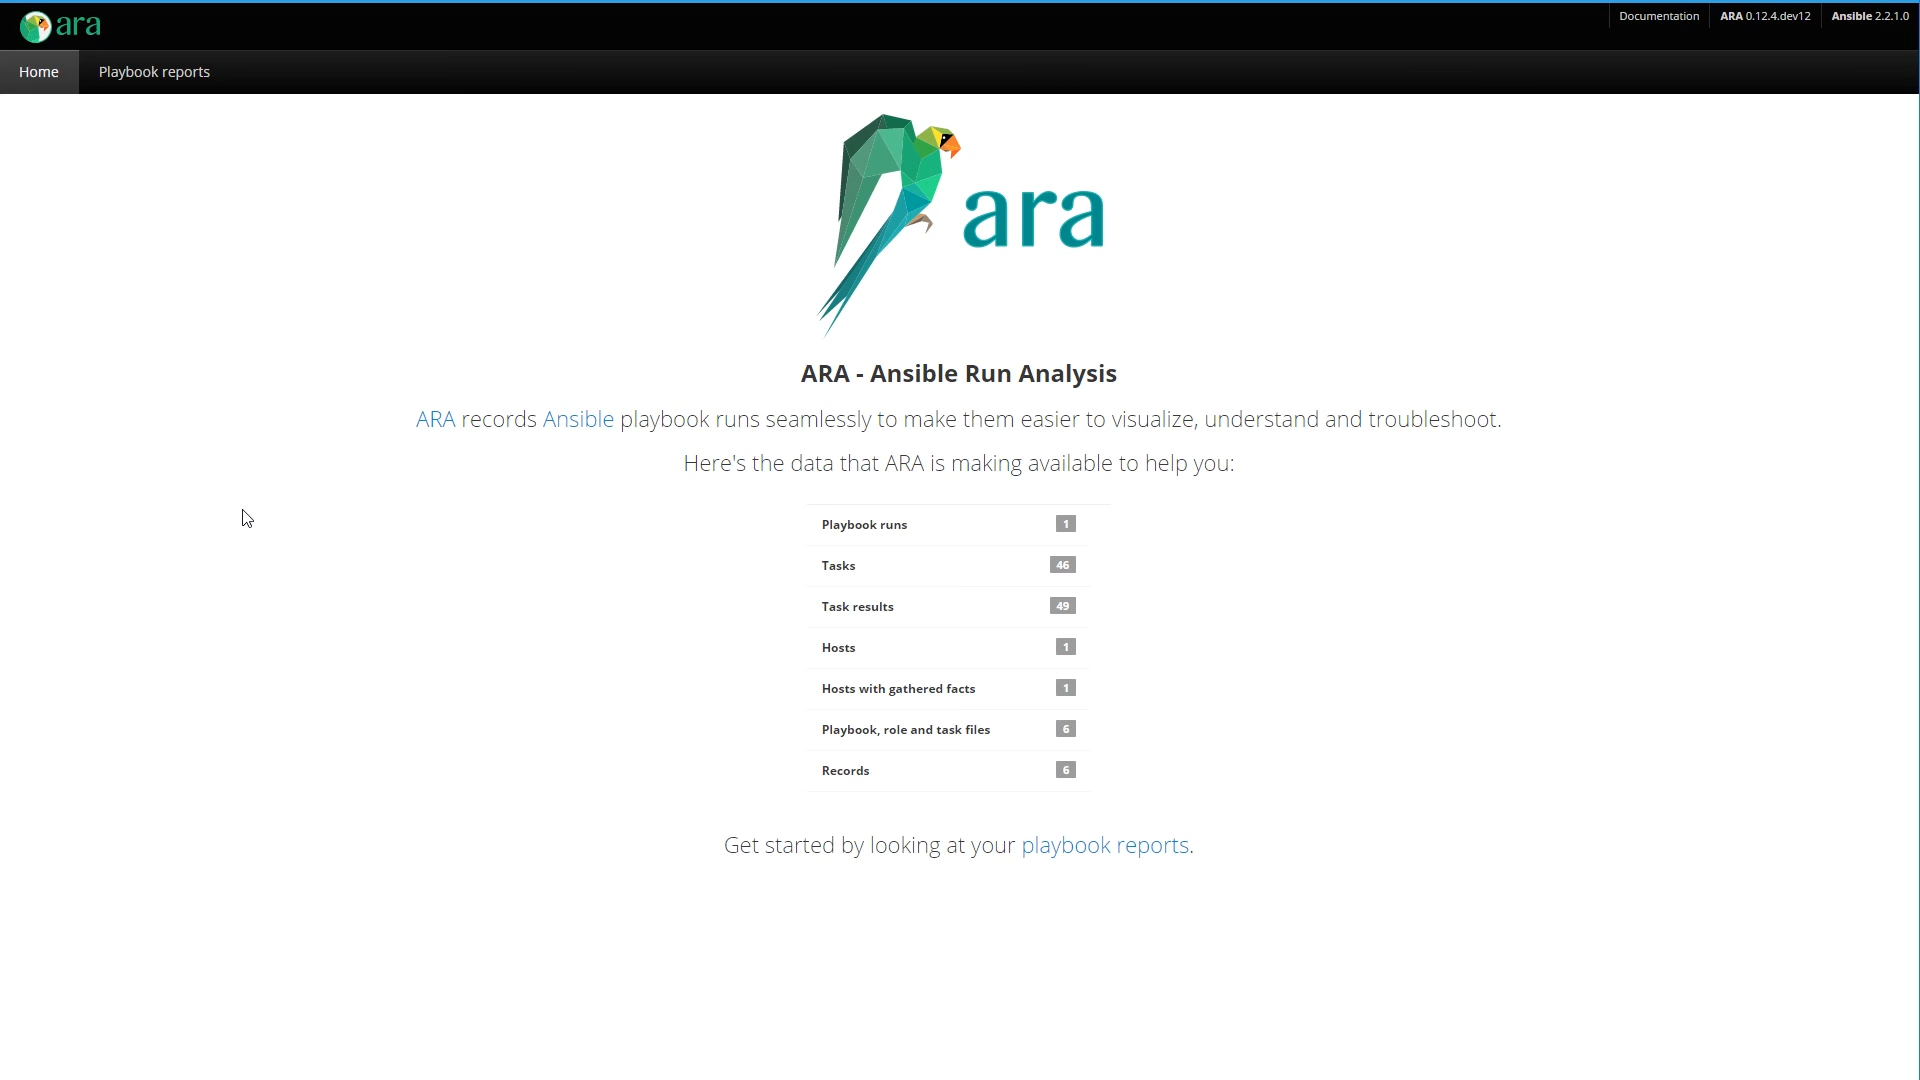 ara
Documentation
ARA 0.12.4.dev12
Ansible 2.2.1.0
Home
Playbook reports
ara
ARA - Ansible Run Analysis
ARA records Ansible playbook runs seamlessly to make them easier to visualize, understand and troubleshoot.
Here's the data that ARA is making available to help you:
Playbook runs 1
Tasks 46
Task results 49
Hosts 1
Hosts with gathered facts 1
Playbook, role and task files 6
Records 6
Get started by looking at your playbook reports.